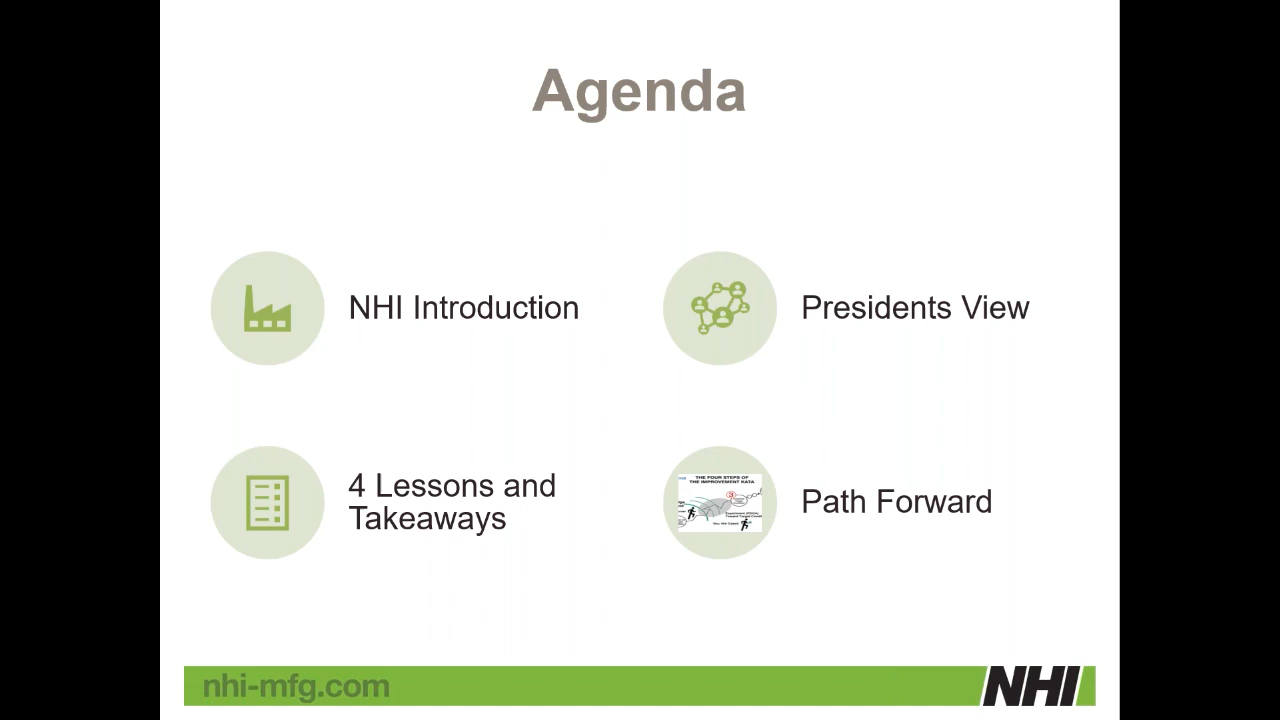 Agenda
NHI Introduction
Presidents View
4 Lessons and
Takeaways
THE FOUR STEPS OF
THE IMPROVEMENT KATA
3
Path Forward
nhi-mfg.com
NHI